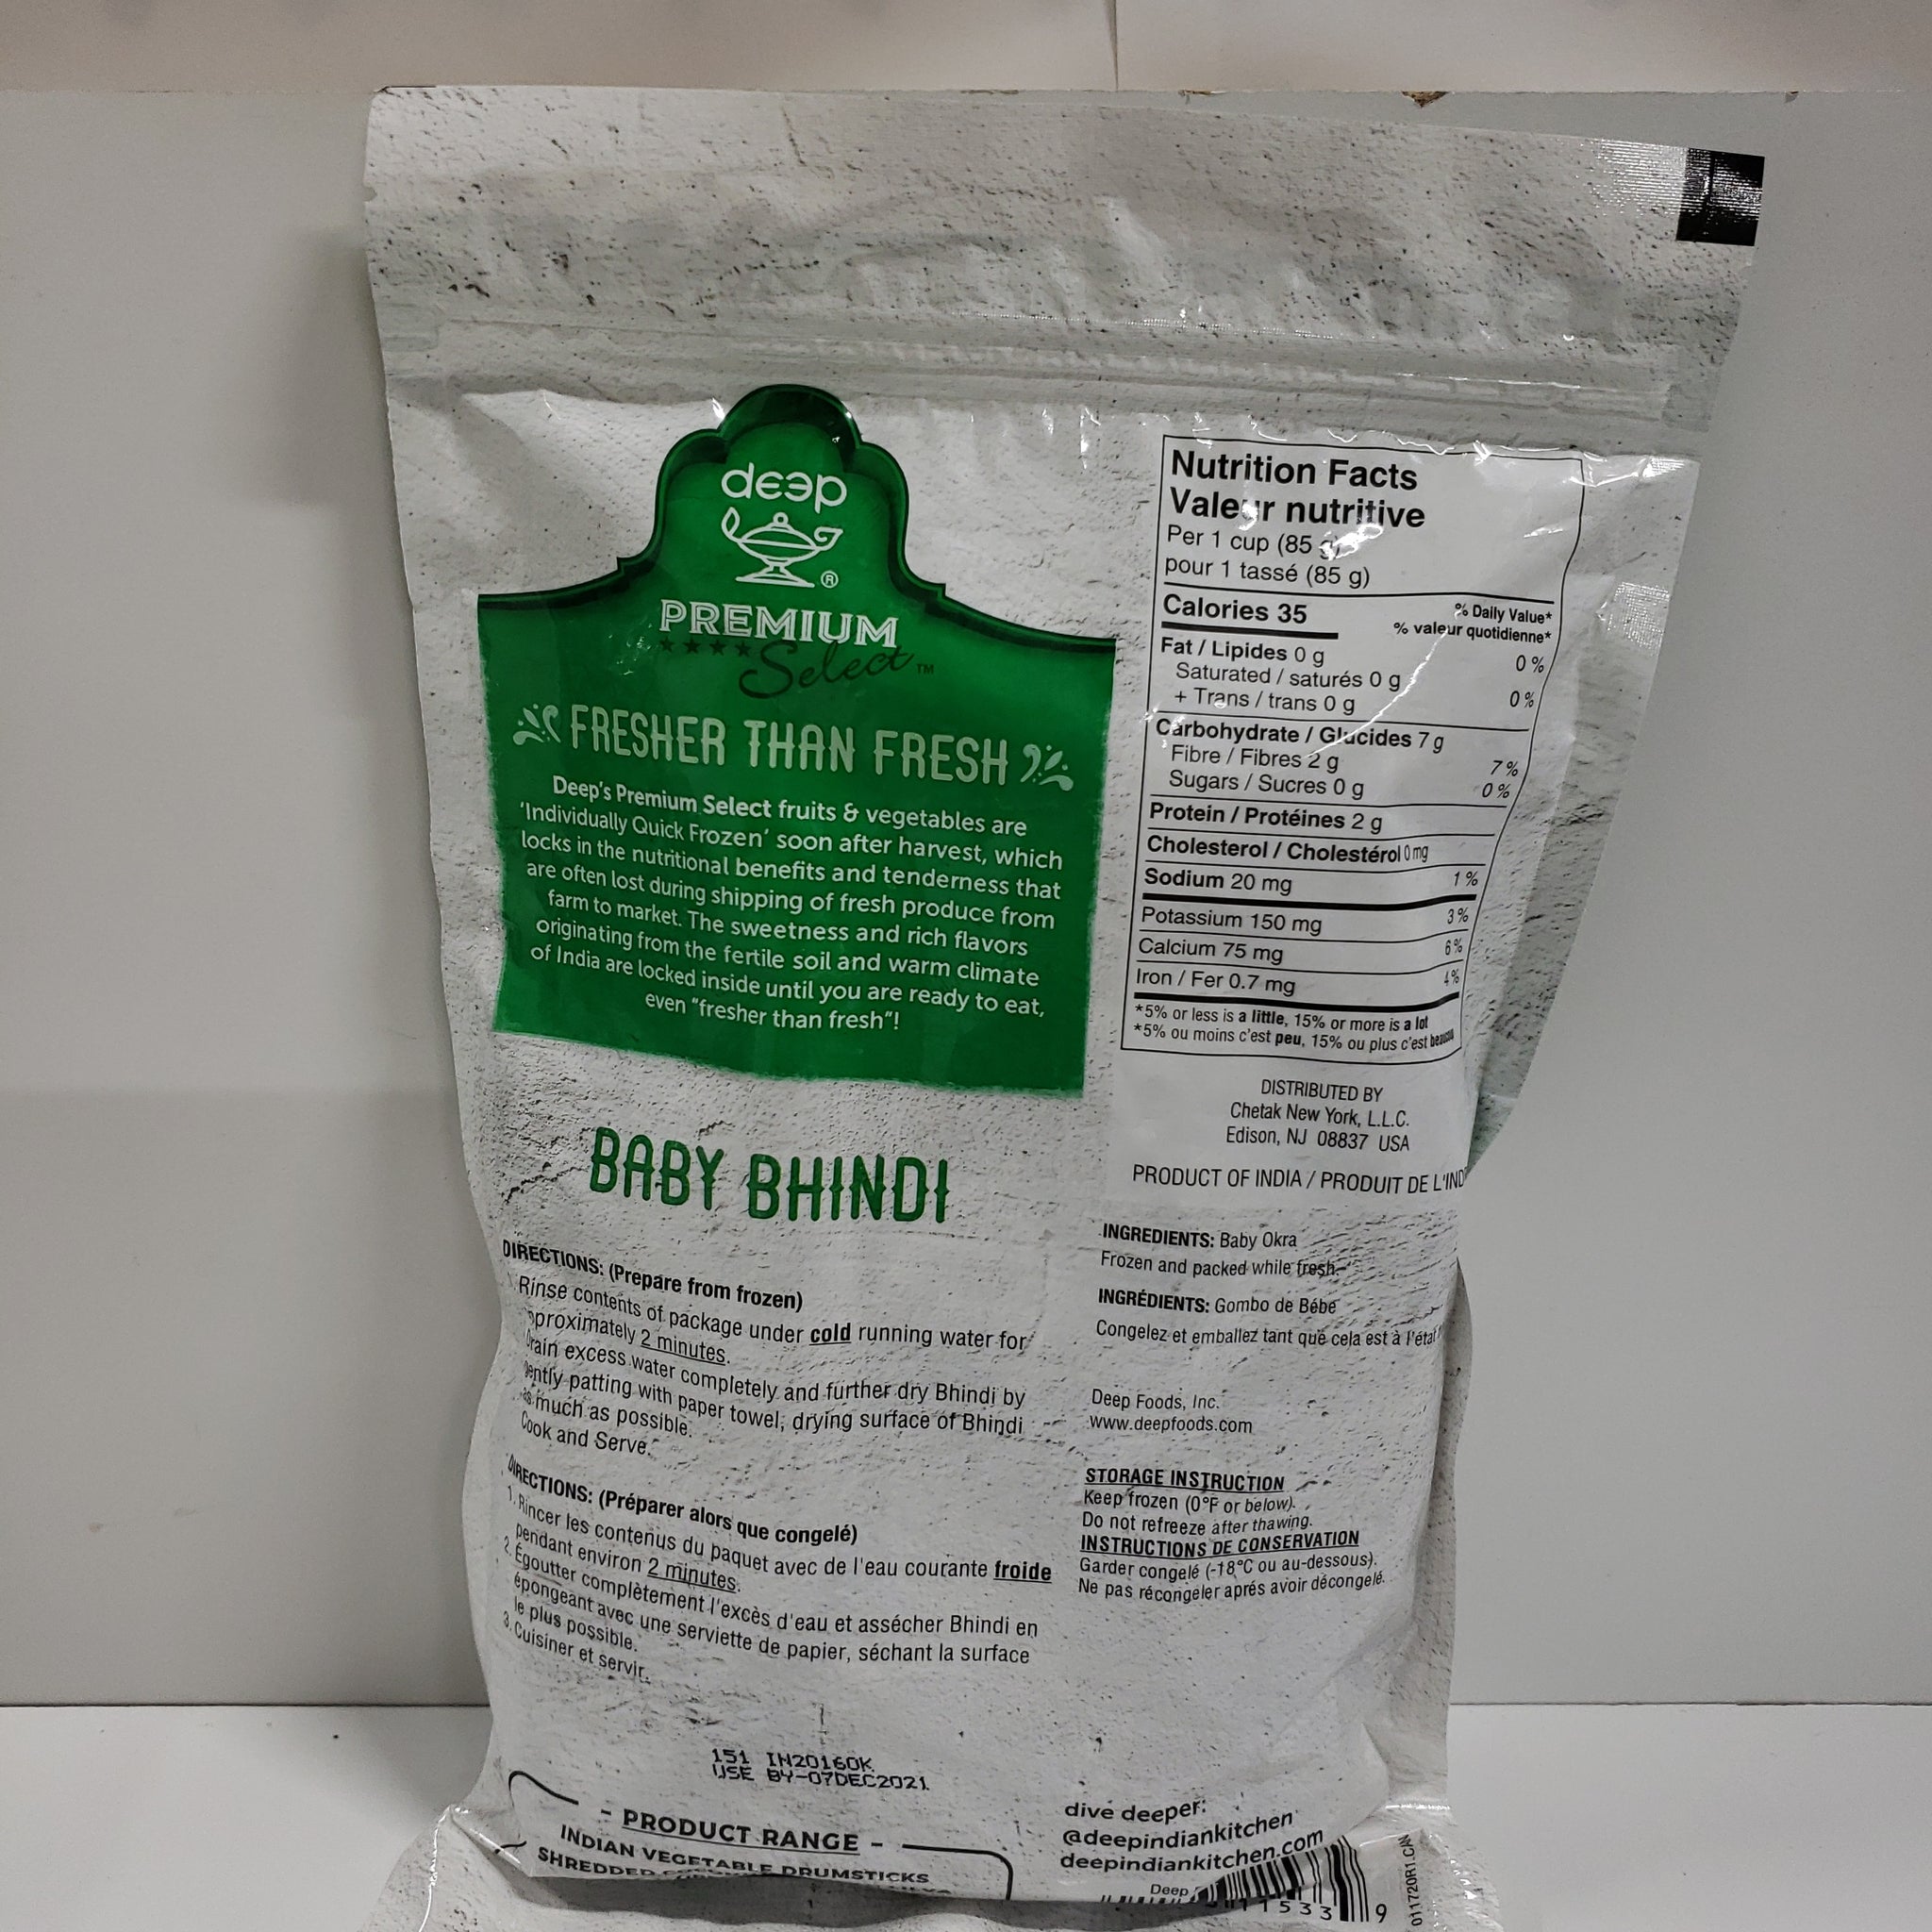 deep
®
PREMIUM
Select™
FRESHER THAN FRESH
Deep's Premium Select fruits & vegetables are
'Individually Quick Frozen' soon after harvest, which
locks in the nutritional benefits and tenderness that
are often lost during shipping of fresh produce from
farm to market. The sweetness and rich flavors
originating from the fertile soil and warm climate
of India are locked inside until you are ready to eat,
even "fresher than fresh"!
BABY BHINDI
DIRECTIONS: (Prepare from frozen)
Rinse contents of package under cold running water for
2 minutes.
excess water completely and further dry Bhindi by
patting with paper towel, drying surface of Bhindi
as much as possible.
Cook and Serve.
DIRECTIONS: (Préparer alors que congelé)
1. Rincer les contenus du paquet avec de l'eau courante froide
pendant environ 2 minutes.
2. Égoutter complètement l'excès d'eau et assécher Bhindi en
épongeant avec une serviette de papier, séchant la surface
le plus possible.
3. Cuisiner et servir.
151 IN20160K
USE BY-07DEC2021
- PRODUCT RANGE -
INDIAN VEGETABLE DRUMSTICKS
SHREDDED
Nutrition Facts
Valeur nutritive
Per 1 cup (85 g)
pour 1 tassé (85 g)
Calories 35
% Daily Value*
% valeur quotidienne*
Fat / Lipides 0 g 0 %
Saturated / saturés 0 g
+ Trans / trans 0 g 0 %
Carbohydrate / Glucides 7 g
Fibre / Fibres 2 g 7 %
Sugars / Sucres 0 g 0 %
Protein / Protéines 2 g
Cholesterol / Cholestérol 0 mg
Sodium 20 mg 1 %
Potassium 150 mg 3 %
Calcium 75 mg 6 %
Iron / Fer 0.7 mg 4 %
*5% or less is a little, 15% or more is a lot
*5% ou moins c'est peu, 15% ou plus c'est beaucoup
DISTRIBUTED BY
Chetak New York, L.L.C.
Edison, NJ 08837 USA
PRODUCT OF INDIA / PRODUIT DE L'IND
INGREDIENTS: Baby Okra
Frozen and packed while fresh.
INGRÉDIENTS: Gombo de Bébé
Congelez et emballez tant que cela est à l'état
Deep Foods, Inc.
www.deepfoods.com
STORAGE INSTRUCTION
Keep frozen (0°F or below).
Do not refreeze after thawing.
INSTRUCTIONS DE CONSERVATION
Garder congelé (-18°C ou au-dessous).
Ne pas récongeler aprés avoir décongelé.
dive deeper:
@deepindiankitchen
deepindiankitchen.com
Deep
1533 9
011720R1.CAN